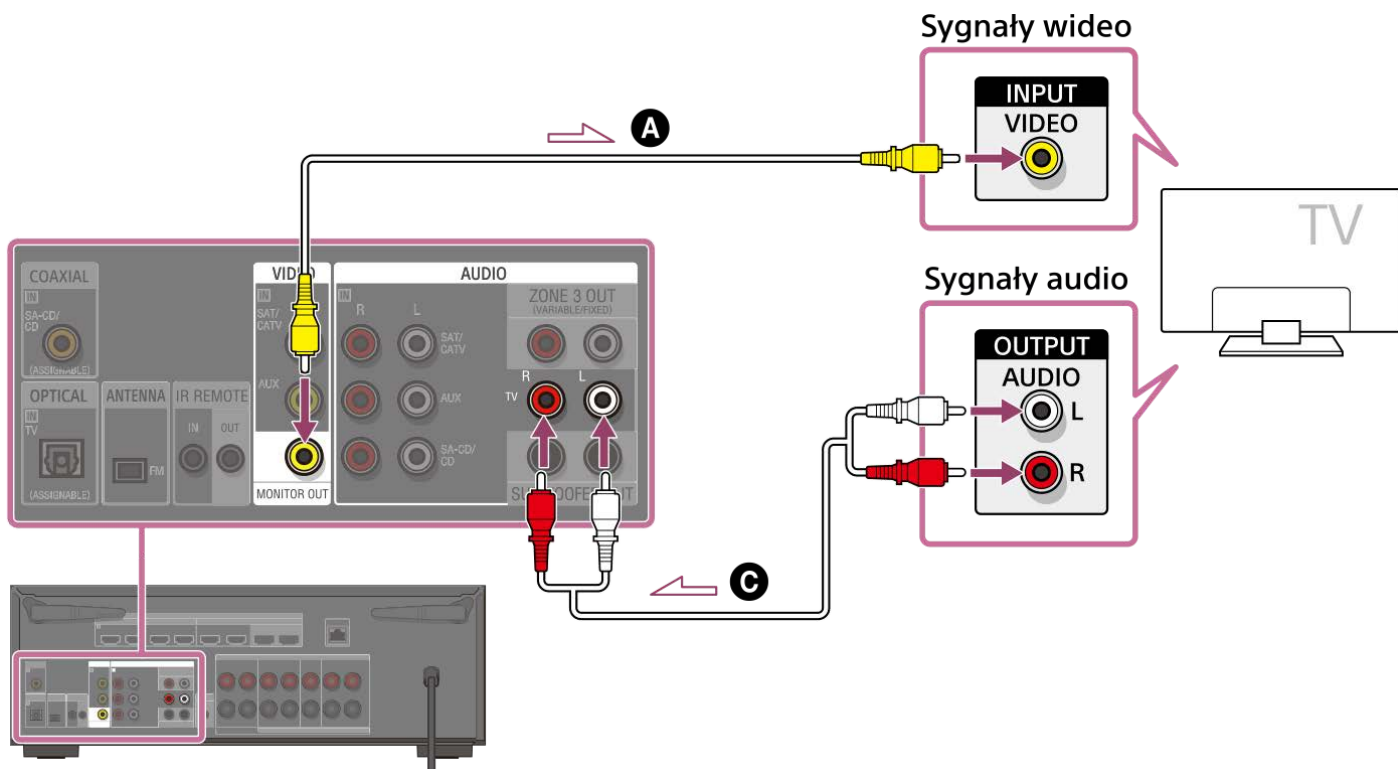 Sygnały wideo
INPUT
VIDEO
A
TV
COAXIAL
IN
SA-CD/
CD
(ASSIGNABLE)
VIDEO
IN
SAT/
CATV
AUX
MONITOR OUT
AUDIO
IN
R L
SAT/
CATV
AUX
SA-CD/
CD
ZONE 3 OUT
(VARIABLE/FIXED)
R L
TV
OPTICAL
IN
TV
(ASSIGNABLE)
ANTENNA
FM
IR REMOTE
IN OUT
Sygnały audio
OUTPUT
AUDIO
L
R
C